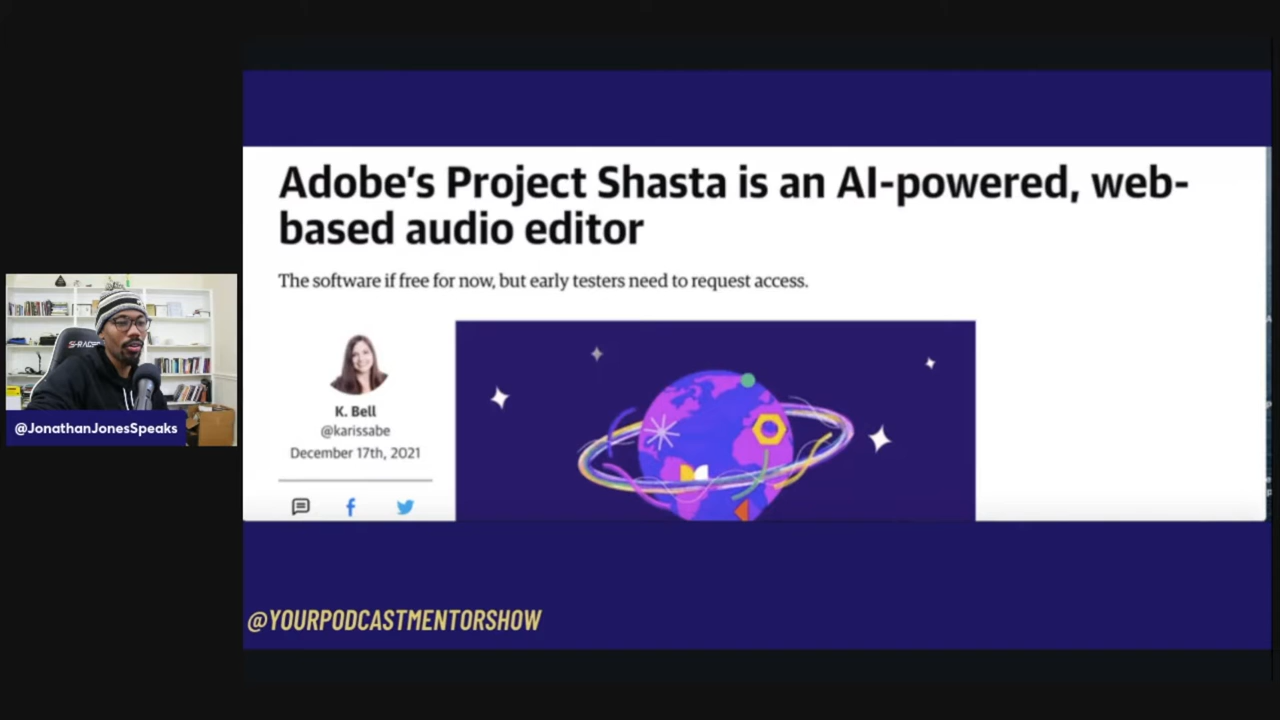 Adobe's Project Shasta is an AI-powered, web-
based audio editor
The software if free for now, but early testers need to request access.
K. Bell
@karissabe
December 17th, 2021
S-RACER
@JonathanJonesSpeaks
@YOURPODCASTMENTORSHOW